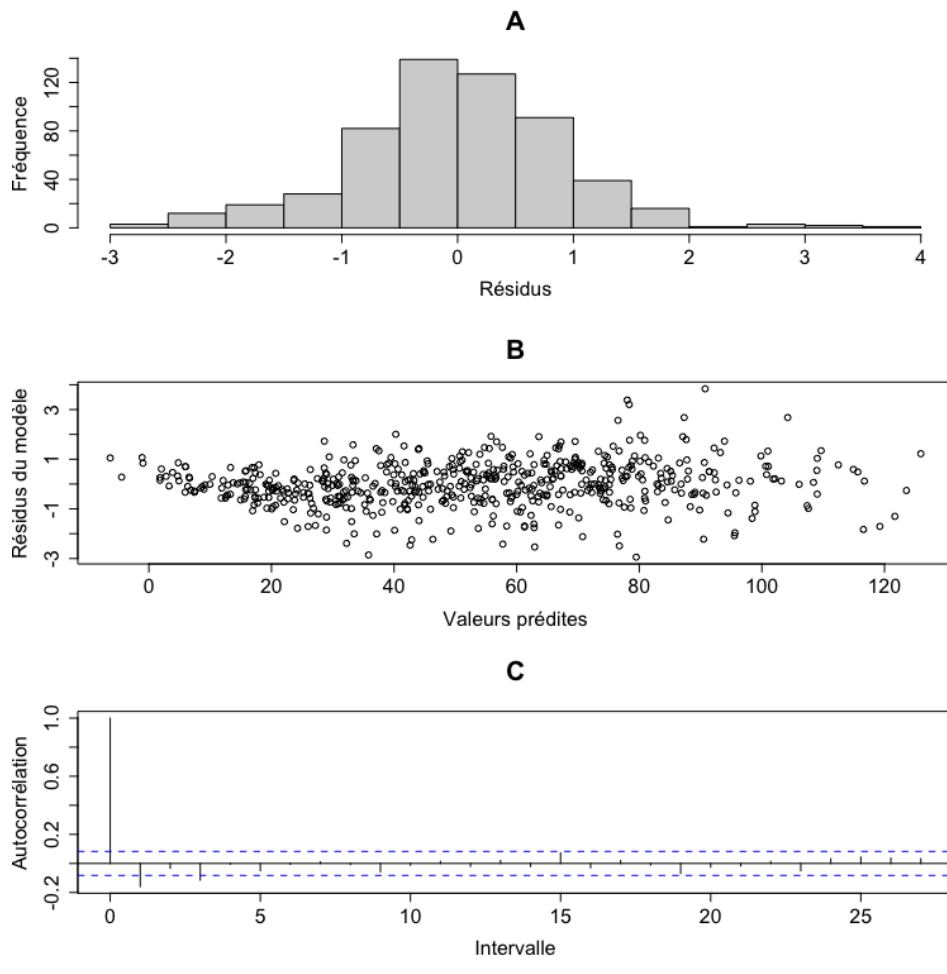 A
Fréquence
0 40 80 120
-3 -2 -1 0 1 2 3 4
Résidus
B
Résidus du modèle
-3 -1 1 3
0 20 40 60 80 100 120
Valeurs prédites
C
Autocorrélation
-0.2 0.2 0.6 1.0
0 5 10 15 20 25
Intervalle